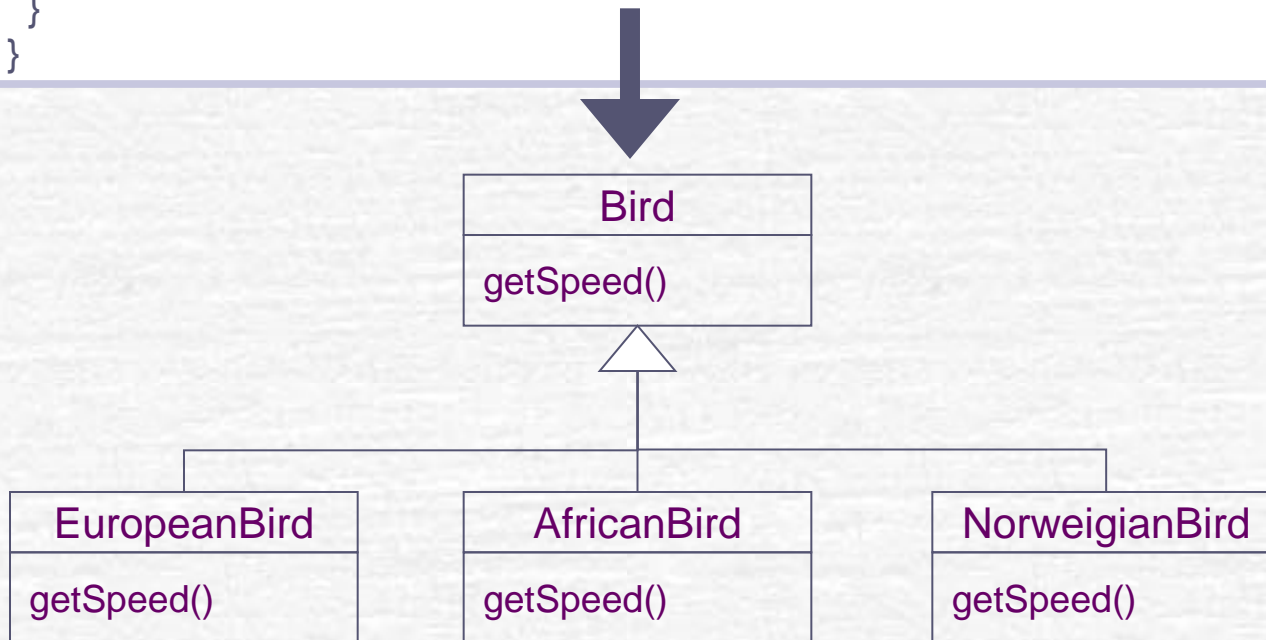 }
}
Bird
getSpeed()
EuropeanBird
AfricanBird
NorweigianBird
getSpeed()
getSpeed()
getSpeed()